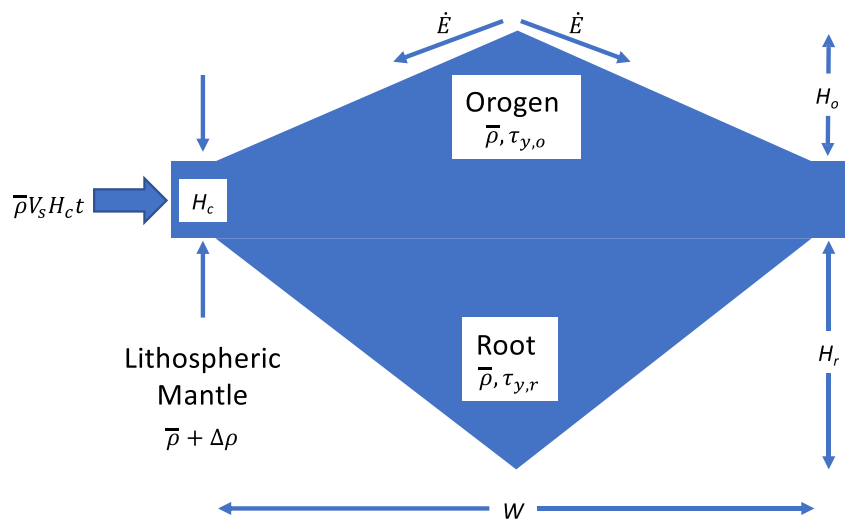 Ė Ė
Orogen
ρ̅, τ_{y,o}
H_o
ρ̅V_sH_ct
H_c
Lithospheric
Mantle
ρ̅ + Δρ
Root
ρ̅, τ_{y,r}
H_r
W